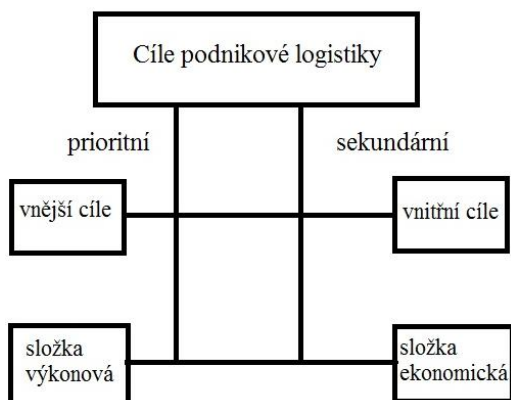 Cíle podnikové logistiky
prioritní
sekundární
vnější cíle
vnitřní cíle
složka
výkonová
složka
ekonomická